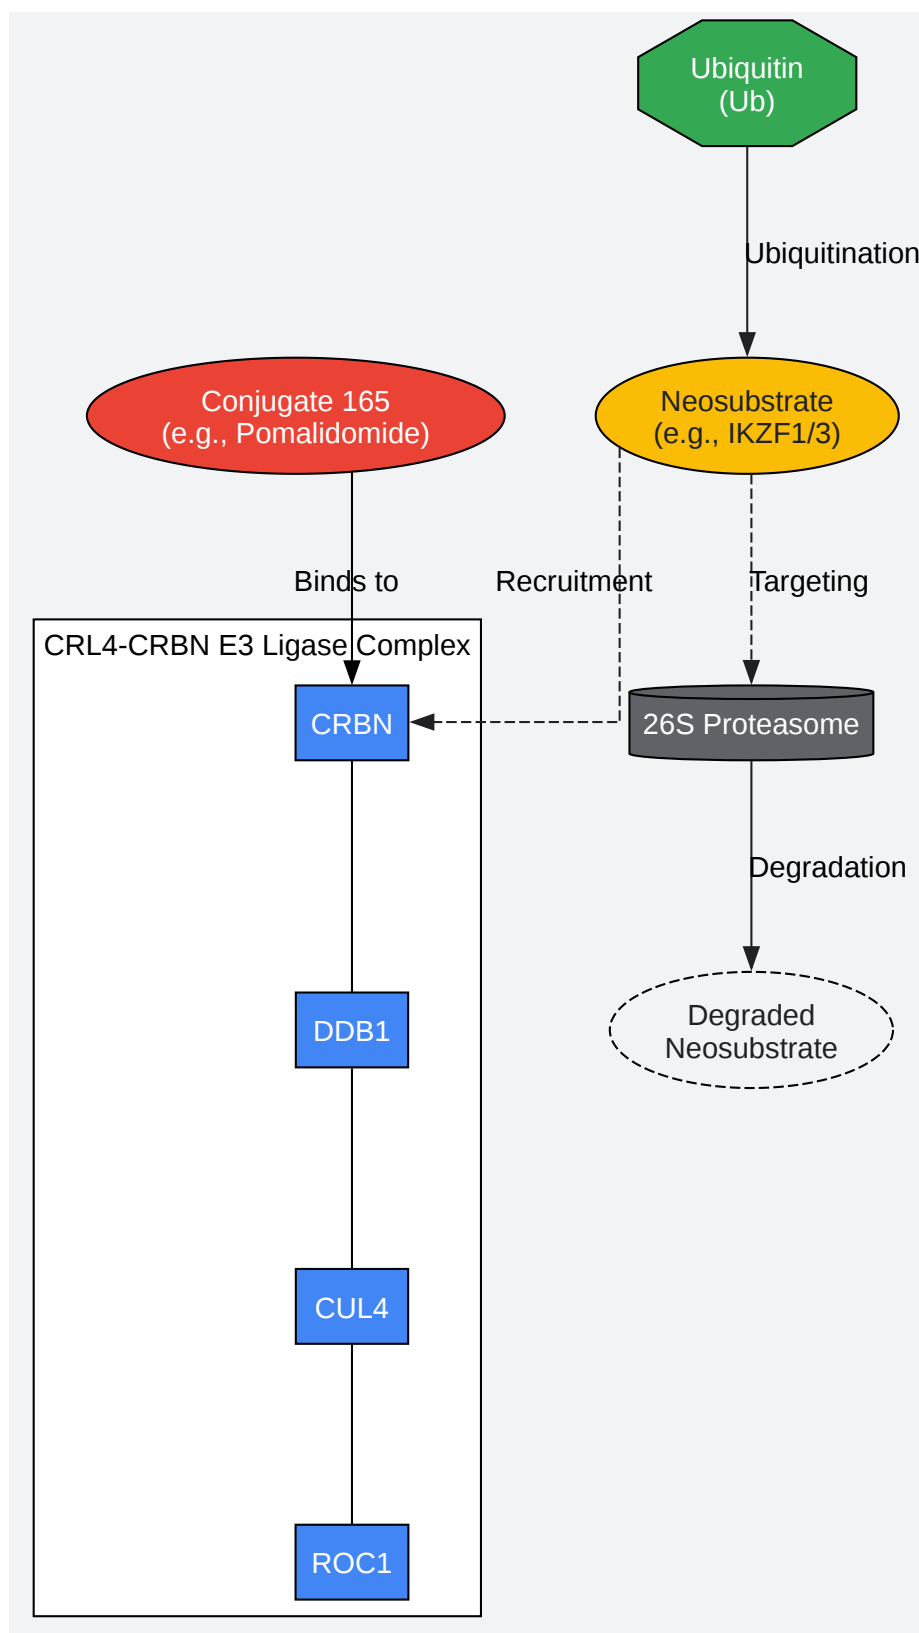 Ubiquitin
(Ub)
Ubiquitination
Conjugate 165
(e.g., Pomalidomide)
Neosubstrate
(e.g., IKZF1/3)
Binds to
Recruitment
Targeting
CRL4-CRBN E3 Ligase Complex
CRBN
26S Proteasome
Degradation
DDB1
Degraded
Neosubstrate
CUL4
ROC1